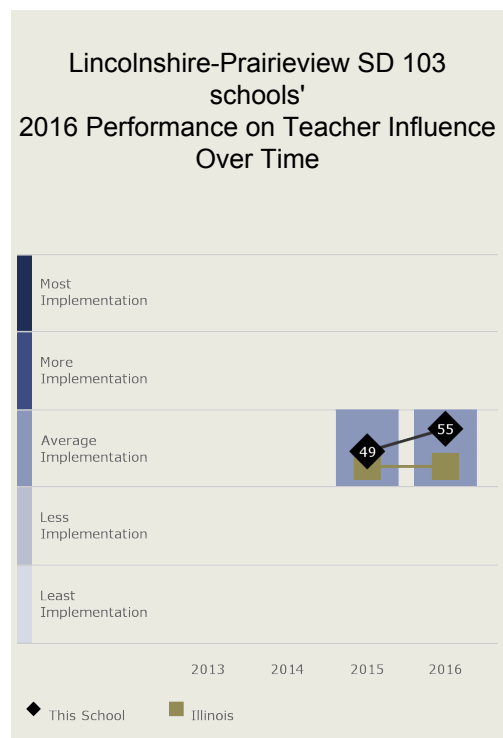 Lincolnshire-Prairieview SD 103
schools'
2016 Performance on Teacher Influence
Over Time
Most
Implementation
More
Implementation
Average
Implementation
55
49
Less
Implementation
Least
Implementation
2013 2014 2015 2016
This School Illinois